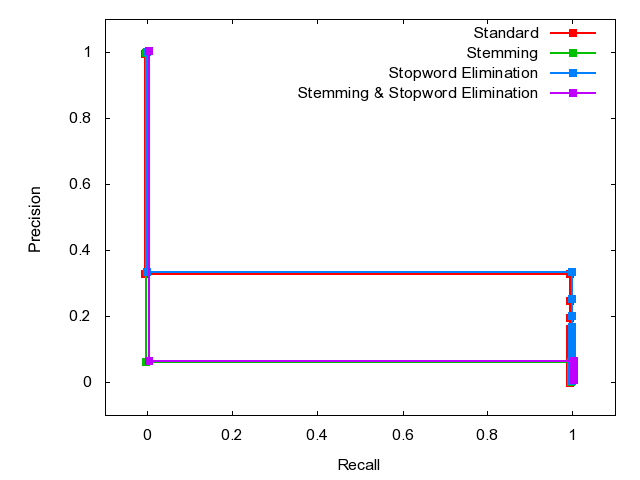 Standard
Stemming
Stopword Elimination
Stemming & Stopword Elimination
1
0.8
0.6
0.4
0.2
0
Precision
0 0.2 0.4 0.6 0.8 1
Recall